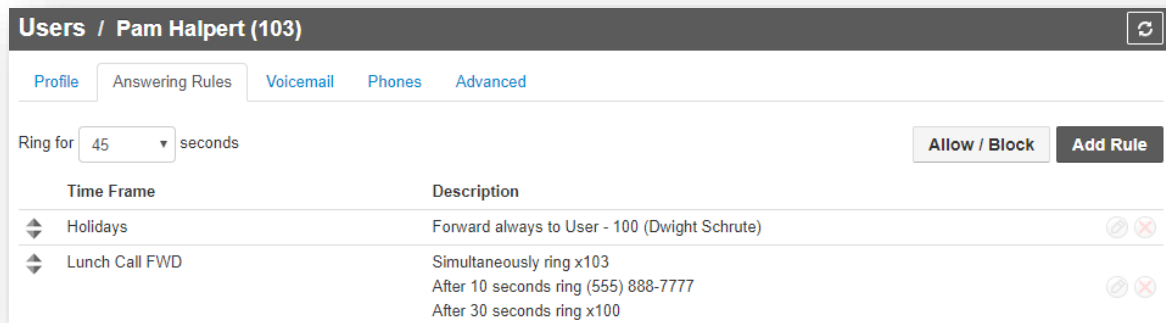 Users / Pam Halpert (103)
Profile Answering Rules Voicemail Phones Advanced
Ring for 45 seconds Allow / Block Add Rule
Time Frame Description
Holidays Forward always to User - 100 (Dwight Schrute)
Lunch Call FWD Simultaneously ring x103
After 10 seconds ring (555) 888-7777
After 30 seconds ring x100